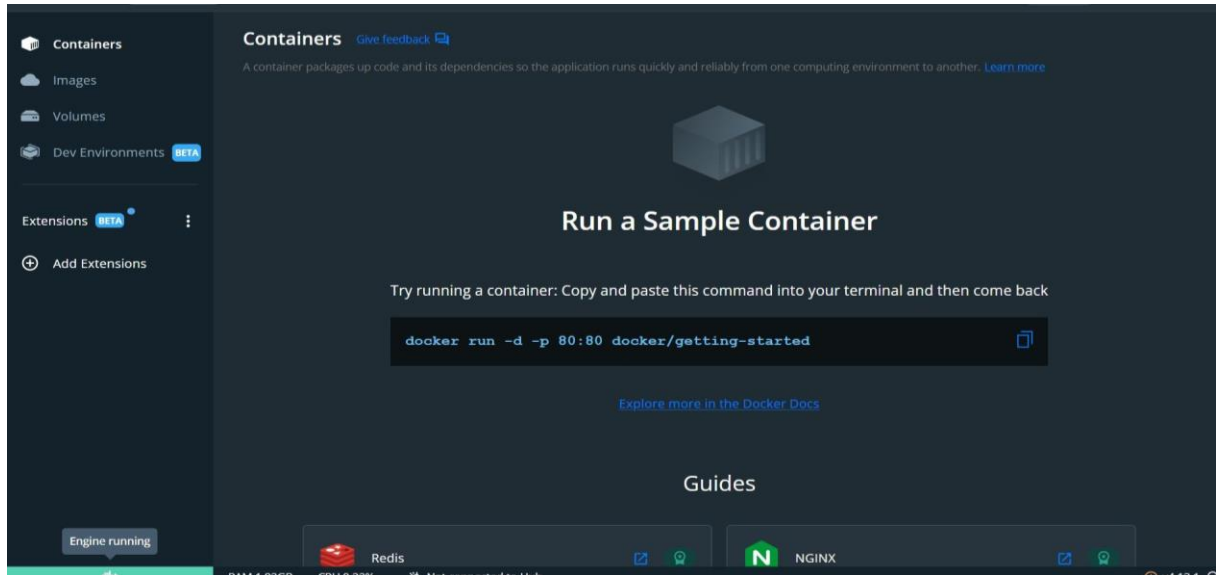 Containers
Images
Volumes
Dev Environments BETA
Extensions BETA
Add Extensions
Engine running
Containers Give feedback
A container packages up code and its dependencies so the application runs quickly and reliably from one computing environment to another. Learn more
Run a Sample Container
Try running a container: Copy and paste this command into your terminal and then come back
docker run -d -p 80:80 docker/getting-started
Explore more in the Docker Docs
Guides
Redis
NGINX